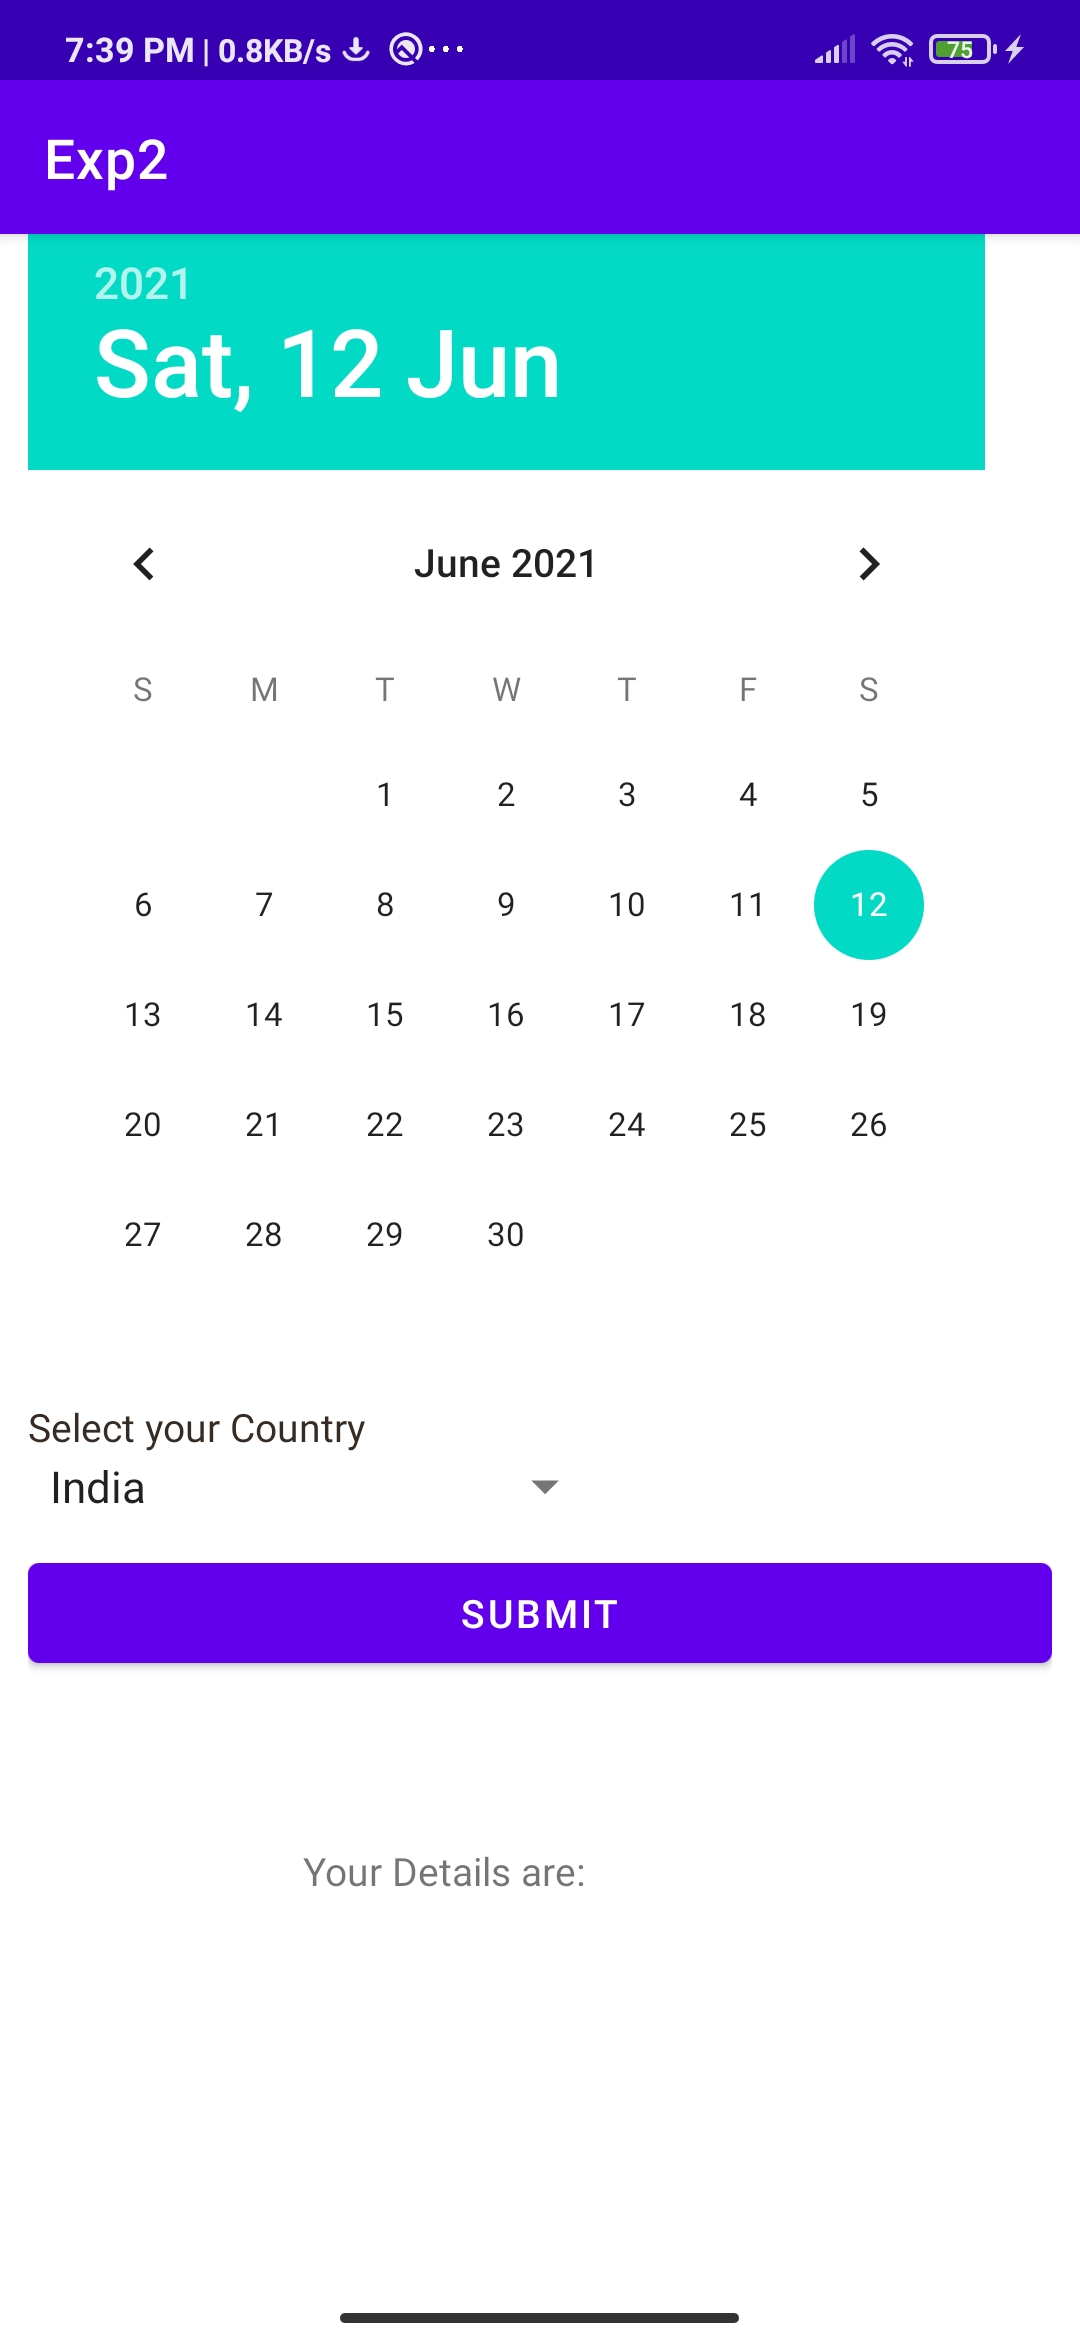 7:39 PM | 0.8KB/s 75
Exp2
2021
Sat, 12 Jun
June 2021
S M T W T F S
1 2 3 4 5
6 7 8 9 10 11 12
13 14 15 16 17 18 19
20 21 22 23 24 25 26
27 28 29 30
Select your Country
India
SUBMIT
Your Details are: